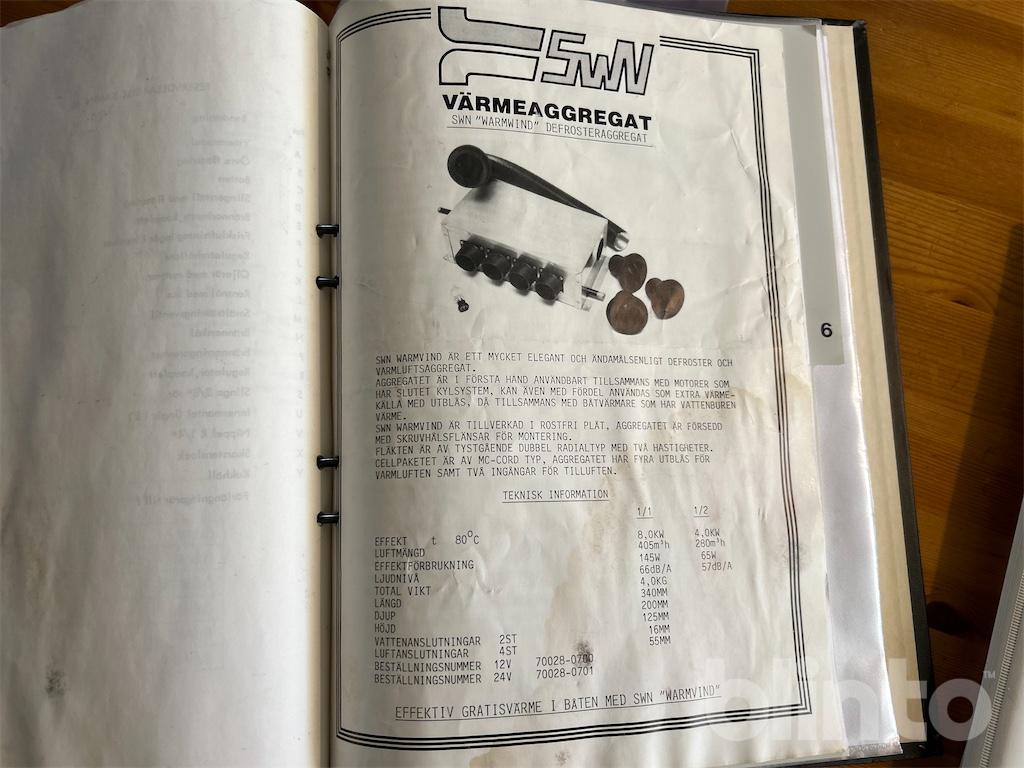 SWN
VÄRMEAGGREGAT
SWN "WARMWIND" DEFROSTERAGGREGAT
SWN WARMVIND ÄR ETT MYCKET ELEGANT OCH ÄNDAMÅLSENLIGT DEFROSTER OCH
VARMLUFTSAGGREGAT.
AGGREGATET ÄR I FÖRSTA HAND ANVÄNDBART TILLSAMMANS MED MOTORER SOM
HAR SLUTET KYLSYSTEM, KAN ÄVEN MED FÖRDEL ANVÄNDAS SOM EXTRA VÄRME-
KÄLLA MED UTBLÅS, DÅ TILLSAMMANS MED BÅTVÄRMARE SOM HAR VATTENBUREN
VÄRME.
SWN WARMVIND ÄR TILLVERKAD I ROSTFRI PLÅT, AGGREGATET ÄR FÖRSEDD
MED SKRUVHÅLSFLÄNSAR FÖR MONTERING.
FLÄKTEN ÄR AV TYSTGÅENDE DUBBEL RADIALTYP MED TVÅ HASTIGHETER.
CELLPAKETET ÄR AV MC-CORD TYP, AGGREGATET HAR FYRA UTBLÅS FÖR
VARMLUFTEN SAMT TVÅ INGÅNGAR FÖR TILLUFTEN.
TEKNISK INFORMATION
1/1 1/2
EFFEKT t 80°C 8,0KW 4,0KW
LUFTMÄNGD 405m³h 280m³h
EFFEKTFÖRBRUKNING 145W 65W
LJUDNIVÅ 66dB/A 57dB/A
TOTAL VIKT 4,0KG
LÄNGD 340MM
DJUP 200MM
HÖJD 125MM
VATTENANSLUTNINGAR 2ST 16MM
LUFTANSLUTNINGAR 4ST 55MM
BESTÄLLNINGSNUMMER 12V 70028-0700
BESTÄLLNINGSNUMMER 24V 70028-0701
EFFEKTIV GRATISVÄRME I BÅTEN MED SWN "WARMVIND"
6
blinto™